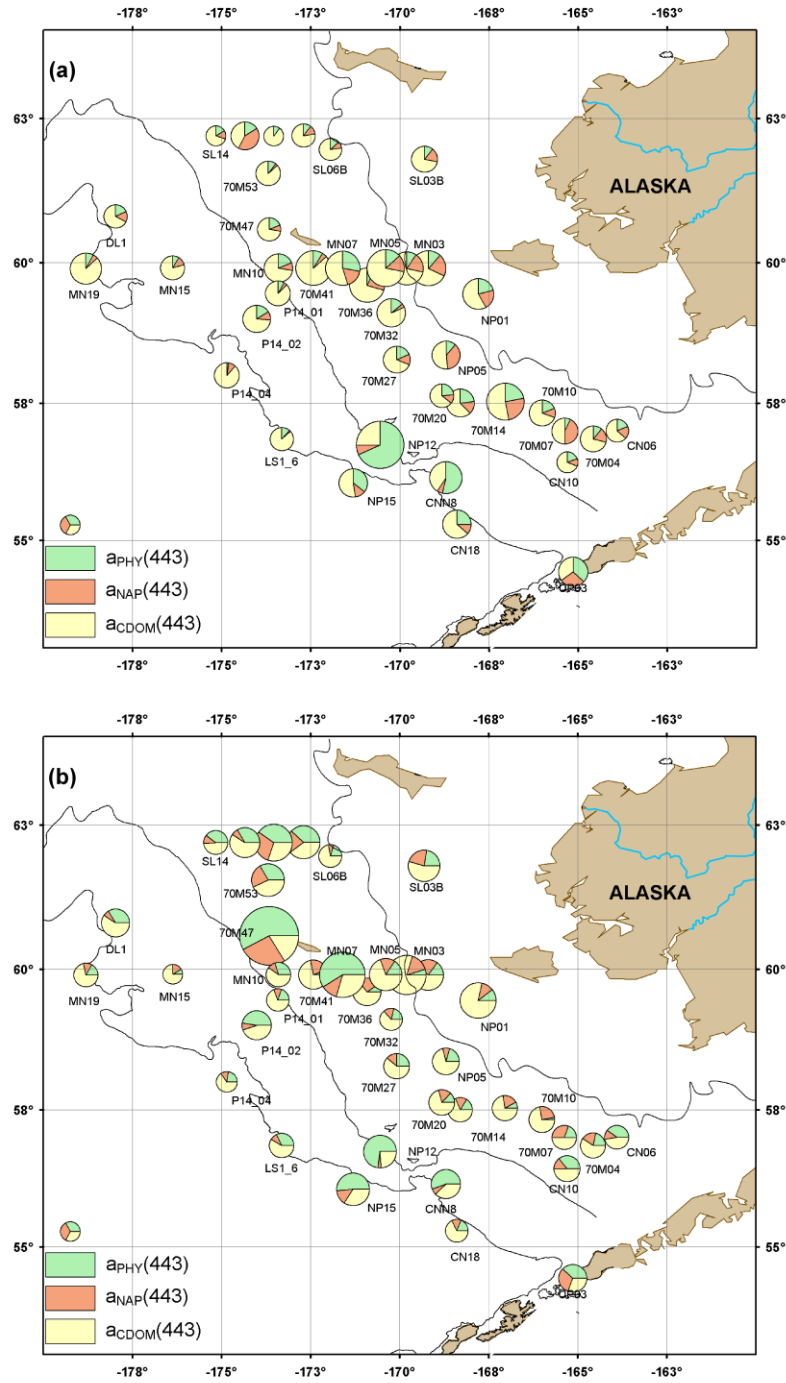 -178° -175° -173° -170° -168° -165° -163°
(a)
63° 63°
SL14
SL06B
SL03B
70M53
ALASKA
70M47
DL1
MN07 MN05 MN03
60° 60°
MN19 MN15 MN10 70M41
P14_01 70M36 NP01
P14_02 70M32
NP05
70M27
58° 58°
P14_04 70M20 70M14 70M10
70M07 70M04 CN06
LS1_6 NP12
CN10
NP15 CNN8
CN18
55° 55°
aPHY(443)
UP03
aNAP(443)
aCDOM(443)
-178° -175° -173° -170° -168° -165° -163°
-178° -175° -173° -170° -168° -165° -163°
(b)
63° 63°
SL14
SL06B
SL03B
70M53
ALASKA
70M47
DL1
MN07 MN05 MN03
60° 60°
MN19 MN15 MN10 70M41
P14_01 70M36 NP01
P14_02 70M32
NP05
70M27
58° 58°
P14_04 70M20 70M14 70M10
70M07 70M04 CN06
LS1_6 NP12
CN10
NP15 CNN8
CN18
55° 55°
aPHY(443)
UP03
aNAP(443)
aCDOM(443)
-178° -175° -173° -170° -168° -165° -163°